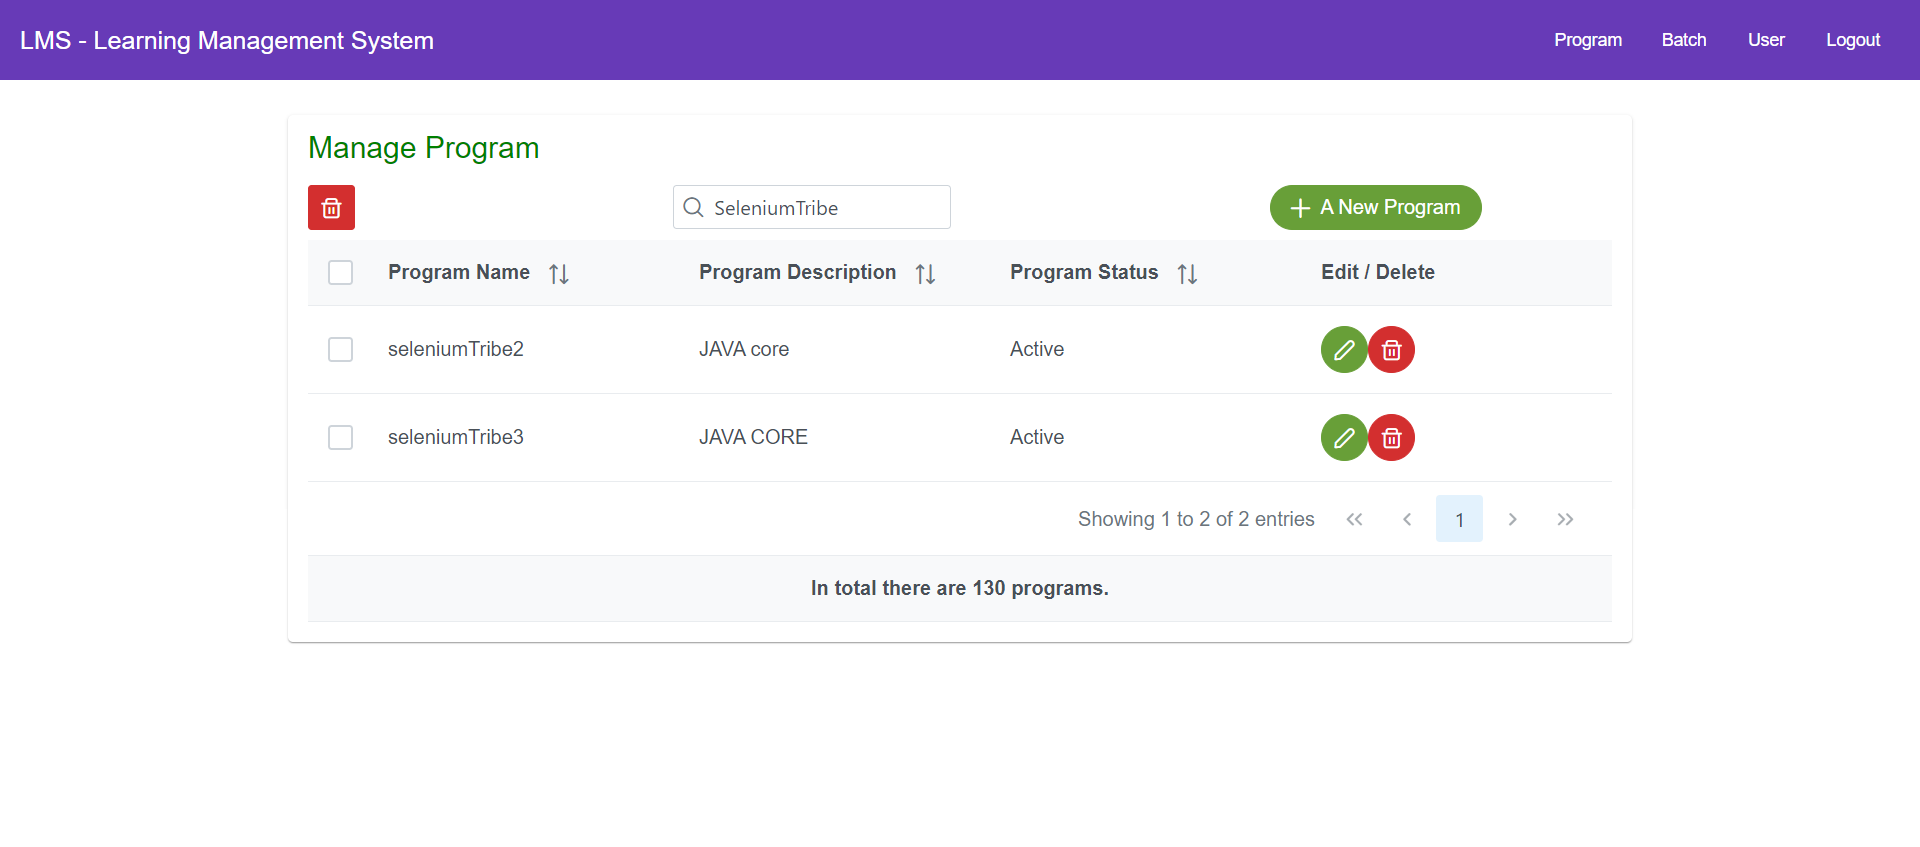 LMS - Learning Management System
Program Batch User Logout
Manage Program
SeleniumTribe
A New Program
Program Name Program Description Program Status Edit / Delete
seleniumTribe2 JAVA core Active
seleniumTribe3 JAVA CORE Active
Showing 1 to 2 of 2 entries « ‹ 1 › »
In total there are 130 programs.